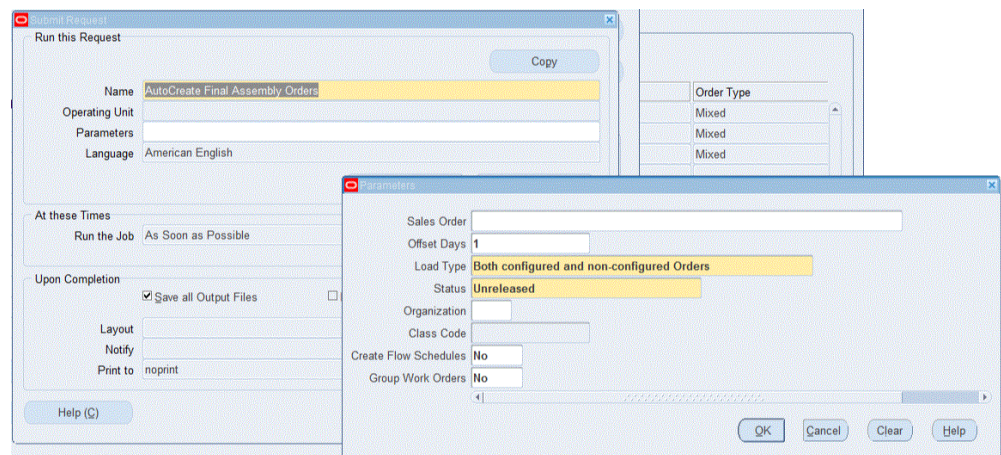 Submit Request
Run this Request
Copy
Name AutoCreate Final Assembly Orders
Operating Unit
Parameters
Language American English
At these Times
Run the Job As Soon as Possible
Upon Completion
Save all Output Files
Layout
Notify
Print to noprint
Help (C)
Order Type
Mixed
Mixed
Mixed
Parameters
Sales Order
Offset Days 1
Load Type Both configured and non-configured Orders
Status Unreleased
Organization
Class Code
Create Flow Schedules No
Group Work Orders No
OK Cancel Clear Help